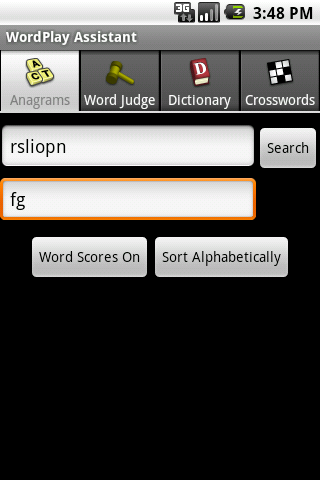 3G 3:48 PM
WordPlay Assistant
A C T D
Anagrams Word Judge Dictionary Crosswords
rsliopn Search
fg
Word Scores On Sort Alphabetically